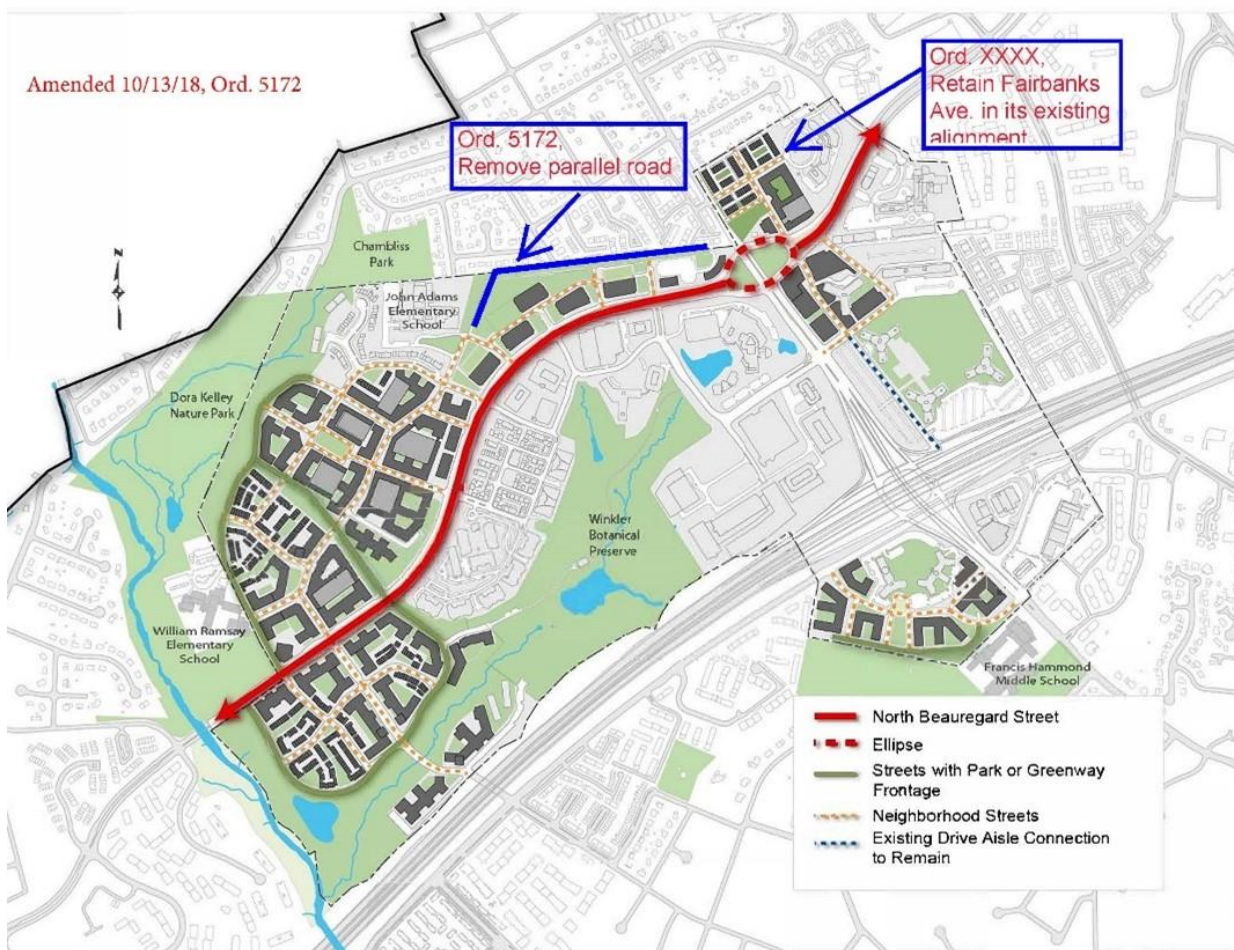 Amended 10/13/18, Ord. 5172
Ord. XXXX,
Retain Fairbanks
Ave. in its existing
alignment
Ord. 5172,
Remove parallel road
Chambliss
Park
z
John Adams
Elementary
School
Dora Kelley
Nature Park
Winkler
Botanical
Preserve
William Ramsay
Elementary
School
Francis Hammond
Middle School
North Beauregard Street
Ellipse
Streets with Park or Greenway
Frontage
Neighborhood Streets
Existing Drive Aisle Connection
to Remain